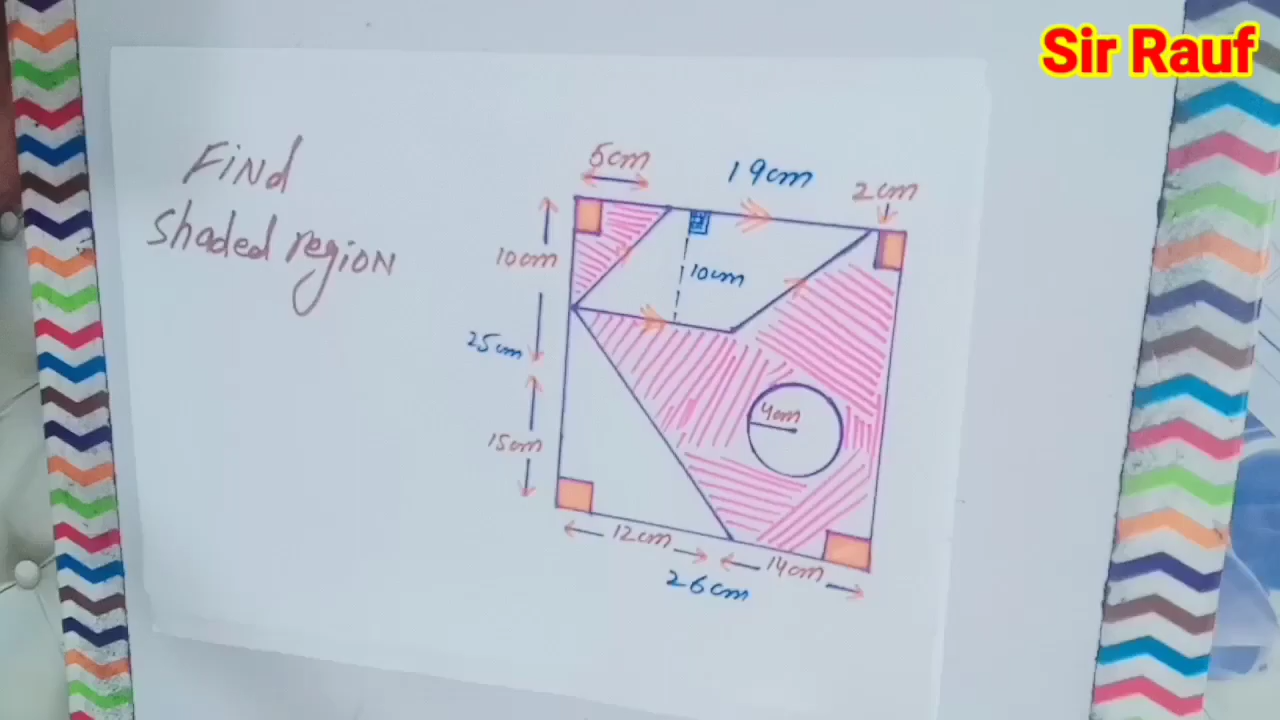 Sir Rauf
Find
shaded region
5cm
19cm
2cm
10cm
10cm
25cm
4cm
15cm
12cm
14cm
26cm